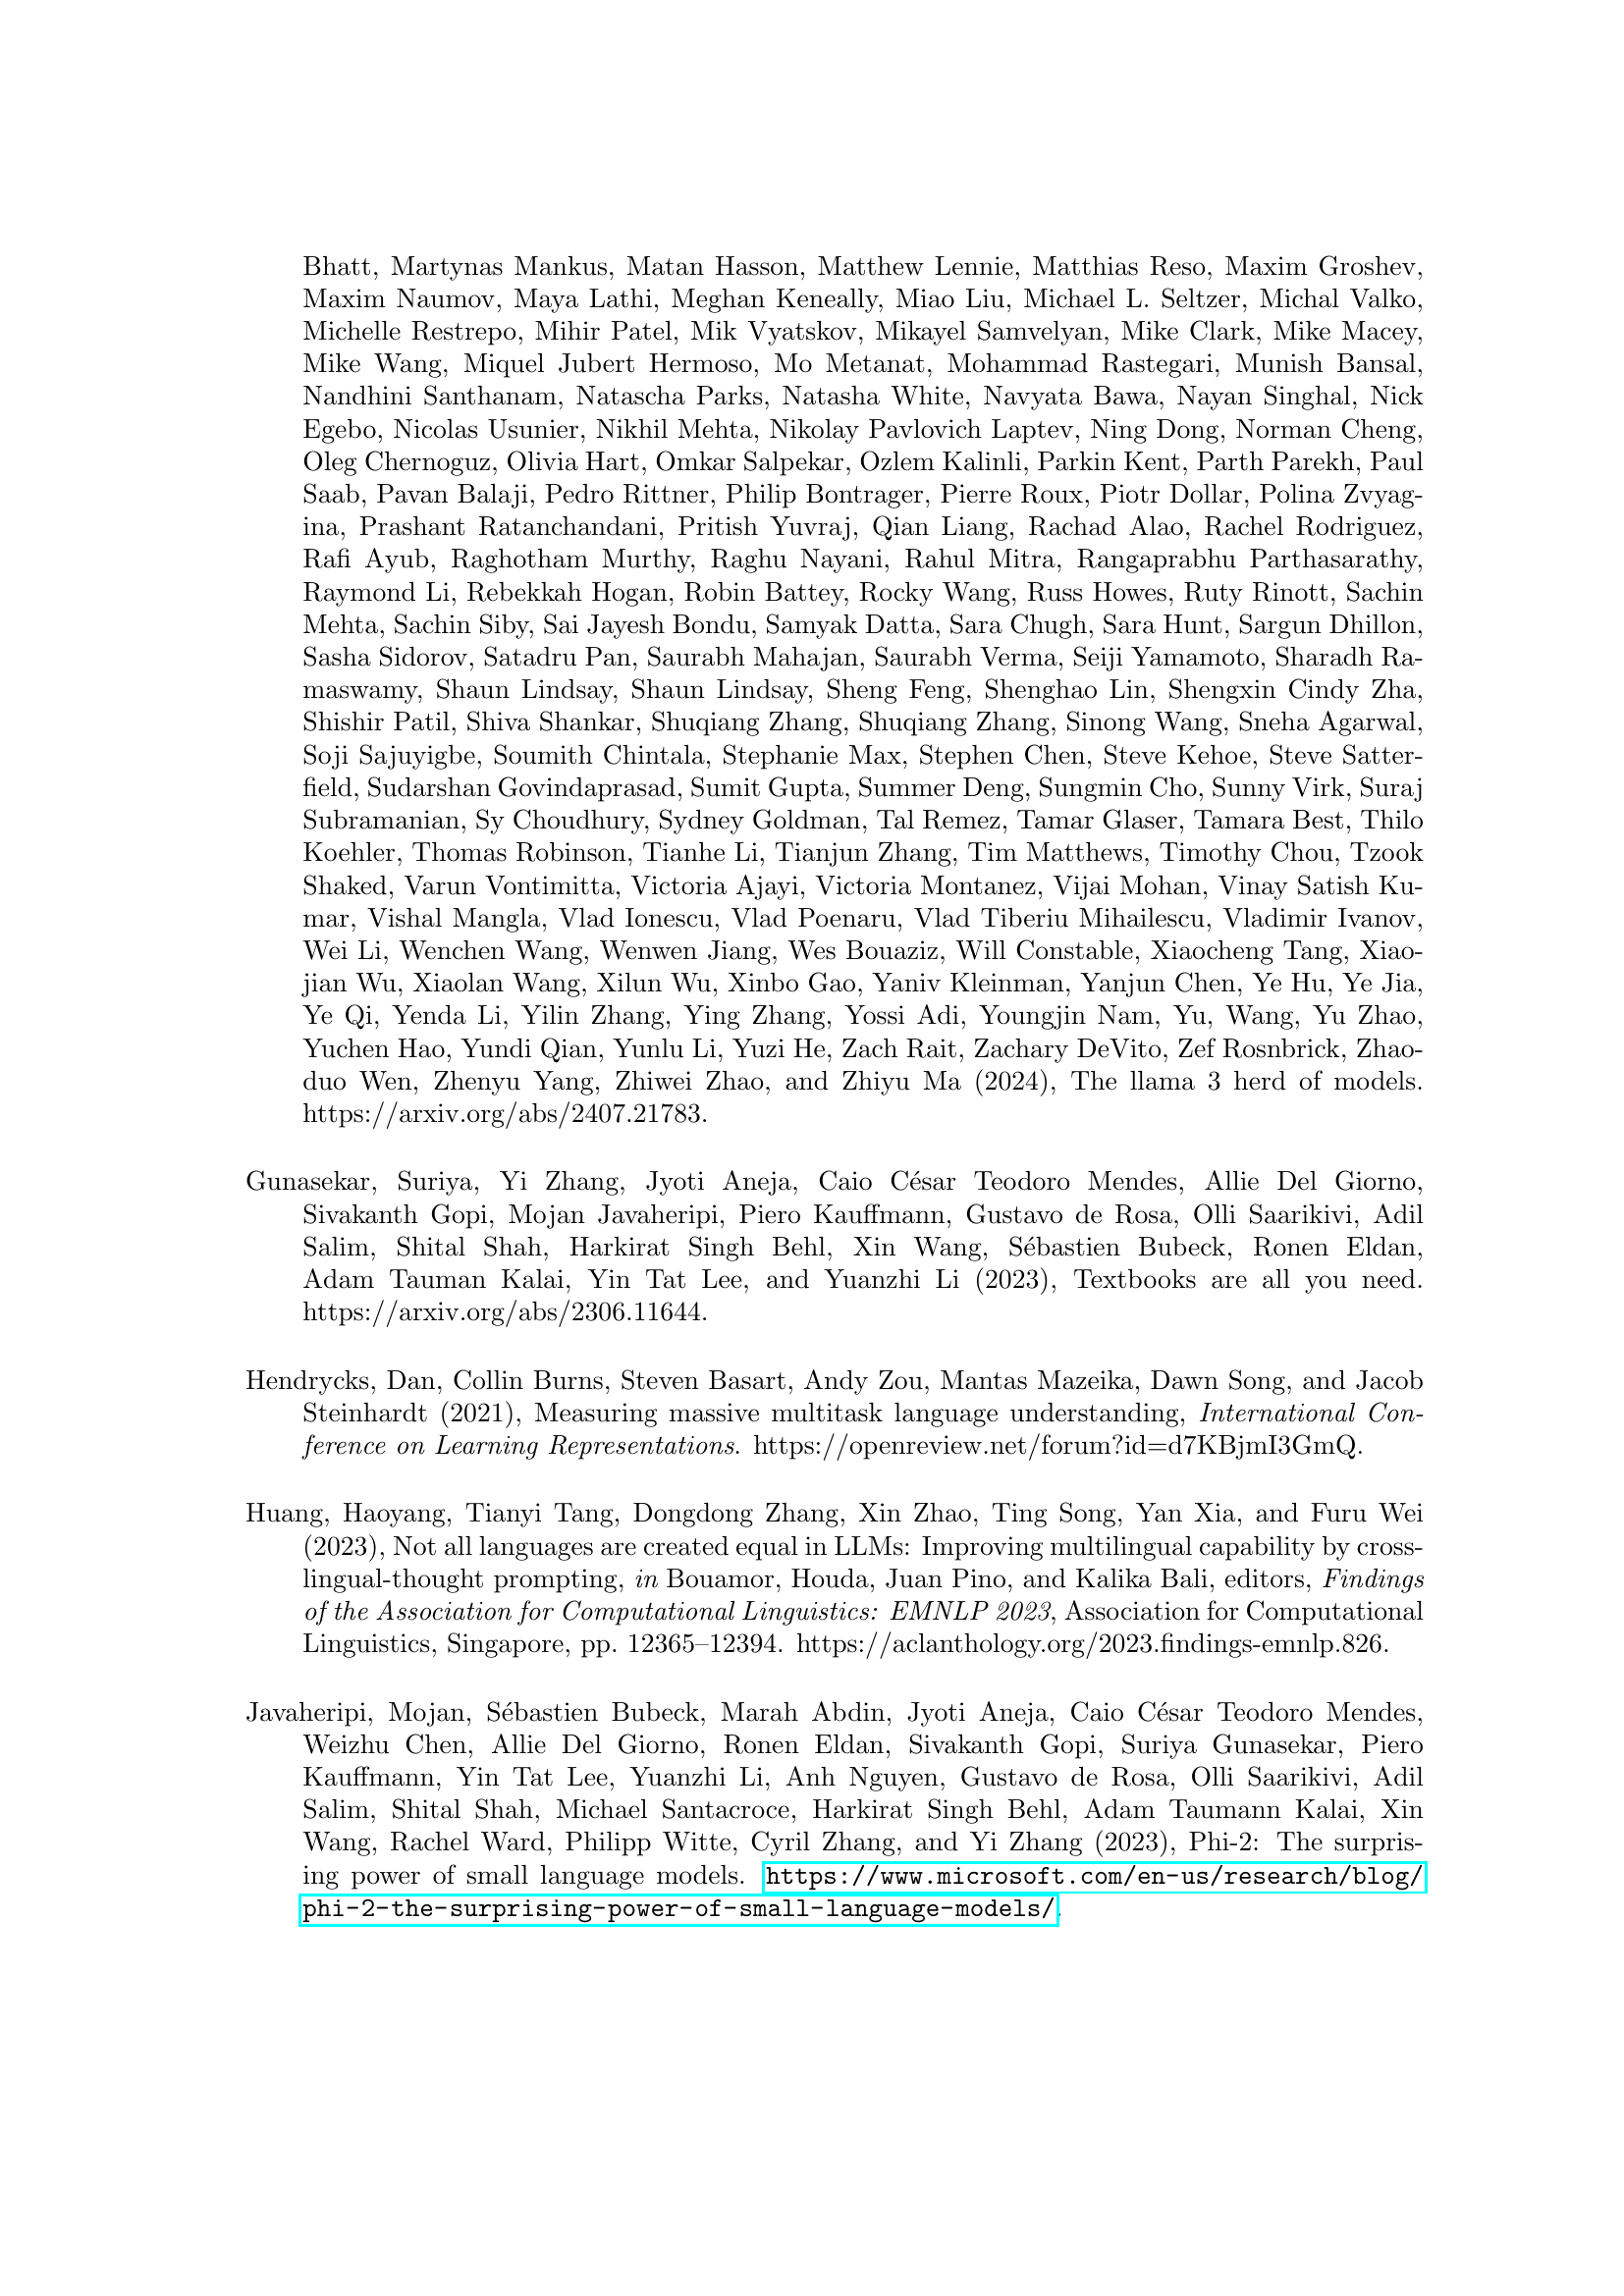 Bhatt, Martynas Mankus, Matan Hasson, Matthew Lennie, Matthias Reso, Maxim Groshev,
Maxim Naumov, Maya Lathi, Meghan Keneally, Miao Liu, Michael L. Seltzer, Michal Valko,
Michelle Restrepo, Mihir Patel, Mik Vyatskov, Mikayel Samvelyan, Mike Clark, Mike Macey,
Mike Wang, Miquel Jubert Hermoso, Mo Metanat, Mohammad Rastegari, Munish Bansal,
Nandhini Santhanam, Natascha Parks, Natasha White, Navyata Bawa, Nayan Singhal, Nick
Egebo, Nicolas Usunier, Nikhil Mehta, Nikolay Pavlovich Laptev, Ning Dong, Norman Cheng,
Oleg Chernoguz, Olivia Hart, Omkar Salpekar, Ozlem Kalinli, Parkin Kent, Parth Parekh, Paul
Saab, Pavan Balaji, Pedro Rittner, Philip Bontrager, Pierre Roux, Piotr Dollar, Polina Zvyag-
ina, Prashant Ratanchandani, Pritish Yuvraj, Qian Liang, Rachad Alao, Rachel Rodriguez,
Rafi Ayub, Raghotham Murthy, Raghu Nayani, Rahul Mitra, Rangaprabhu Parthasarathy,
Raymond Li, Rebekkah Hogan, Robin Battey, Rocky Wang, Russ Howes, Ruty Rinott, Sachin
Mehta, Sachin Siby, Sai Jayesh Bondu, Samyak Datta, Sara Chugh, Sara Hunt, Sargun Dhillon,
Sasha Sidorov, Satadru Pan, Saurabh Mahajan, Saurabh Verma, Seiji Yamamoto, Sharadh Ra-
maswamy, Shaun Lindsay, Shaun Lindsay, Sheng Feng, Shenghao Lin, Shengxin Cindy Zha,
Shishir Patil, Shiva Shankar, Shuqiang Zhang, Shuqiang Zhang, Sinong Wang, Sneha Agarwal,
Soji Sajuyigbe, Soumith Chintala, Stephanie Max, Stephen Chen, Steve Kehoe, Steve Satter-
field, Sudarshan Govindaprasad, Sumit Gupta, Summer Deng, Sungmin Cho, Sunny Virk, Suraj
Subramanian, Sy Choudhury, Sydney Goldman, Tal Remez, Tamar Glaser, Tamara Best, Thilo
Koehler, Thomas Robinson, Tianhe Li, Tianjun Zhang, Tim Matthews, Timothy Chou, Tzook
Shaked, Varun Vontimitta, Victoria Ajayi, Victoria Montanez, Vijai Mohan, Vinay Satish Ku-
mar, Vishal Mangla, Vlad Ionescu, Vlad Poenaru, Vlad Tiberiu Mihailescu, Vladimir Ivanov,
Wei Li, Wenchen Wang, Wenwen Jiang, Wes Bouaziz, Will Constable, Xiaocheng Tang, Xiao-
jian Wu, Xiaolan Wang, Xilun Wu, Xinbo Gao, Yaniv Kleinman, Yanjun Chen, Ye Hu, Ye Jia,
Ye Qi, Yenda Li, Yilin Zhang, Ying Zhang, Yossi Adi, Youngjin Nam, Yu, Wang, Yu Zhao,
Yuchen Hao, Yundi Qian, Yunlu Li, Yuzi He, Zach Rait, Zachary DeVito, Zef Rosnbrick, Zhao-
duo Wen, Zhenyu Yang, Zhiwei Zhao, and Zhiyu Ma (2024), The llama 3 herd of models.
https://arxiv.org/abs/2407.21783.
Gunasekar, Suriya, Yi Zhang, Jyoti Aneja, Caio César Teodoro Mendes, Allie Del Giorno,
Sivakanth Gopi, Mojan Javaheripi, Piero Kauffmann, Gustavo de Rosa, Olli Saarikivi, Adil
Salim, Shital Shah, Harkirat Singh Behl, Xin Wang, Sébastien Bubeck, Ronen Eldan,
Adam Tauman Kalai, Yin Tat Lee, and Yuanzhi Li (2023), Textbooks are all you need.
https://arxiv.org/abs/2306.11644.
Hendrycks, Dan, Collin Burns, Steven Basart, Andy Zou, Mantas Mazeika, Dawn Song, and Jacob
Steinhardt (2021), Measuring massive multitask language understanding, International Con-
ference on Learning Representations. https://openreview.net/forum?id=d7KBjmI3GmQ.
Huang, Haoyang, Tianyi Tang, Dongdong Zhang, Xin Zhao, Ting Song, Yan Xia, and Furu Wei
(2023), Not all languages are created equal in LLMs: Improving multilingual capability by cross-
lingual-thought prompting, in Bouamor, Houda, Juan Pino, and Kalika Bali, editors, Findings
of the Association for Computational Linguistics: EMNLP 2023, Association for Computational
Linguistics, Singapore, pp. 12365–12394. https://aclanthology.org/2023.findings-emnlp.826.
Javaheripi, Mojan, Sébastien Bubeck, Marah Abdin, Jyoti Aneja, Caio César Teodoro Mendes,
Weizhu Chen, Allie Del Giorno, Ronen Eldan, Sivakanth Gopi, Suriya Gunasekar, Piero
Kauffmann, Yin Tat Lee, Yuanzhi Li, Anh Nguyen, Gustavo de Rosa, Olli Saarikivi, Adil
Salim, Shital Shah, Michael Santacroce, Harkirat Singh Behl, Adam Taumann Kalai, Xin
Wang, Rachel Ward, Philipp Witte, Cyril Zhang, and Yi Zhang (2023), Phi-2: The surpris-
ing power of small language models. https://www.microsoft.com/en-us/research/blog/
phi-2-the-surprising-power-of-small-language-models/.